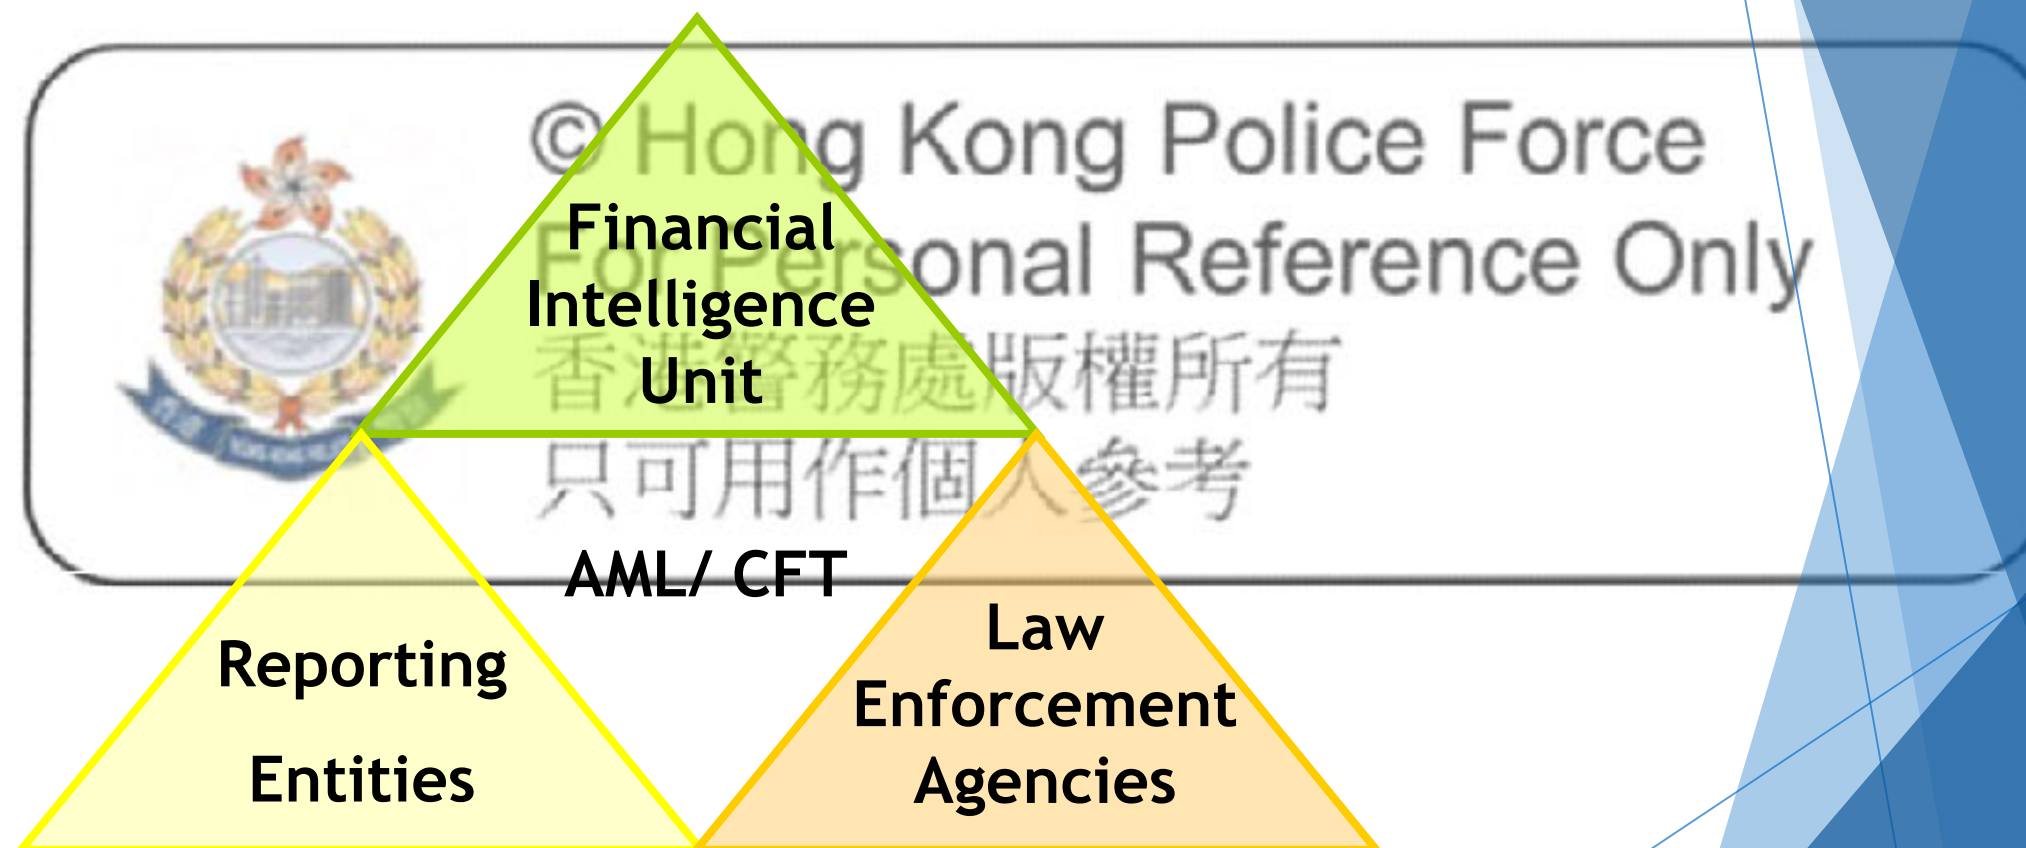 © Hong Kong Police Force
For Personal Reference Only
香港警務處版權所有
只可用作個人參考
Financial
Intelligence
Unit
AML/ CFT
Reporting
Entities
Law
Enforcement
Agencies